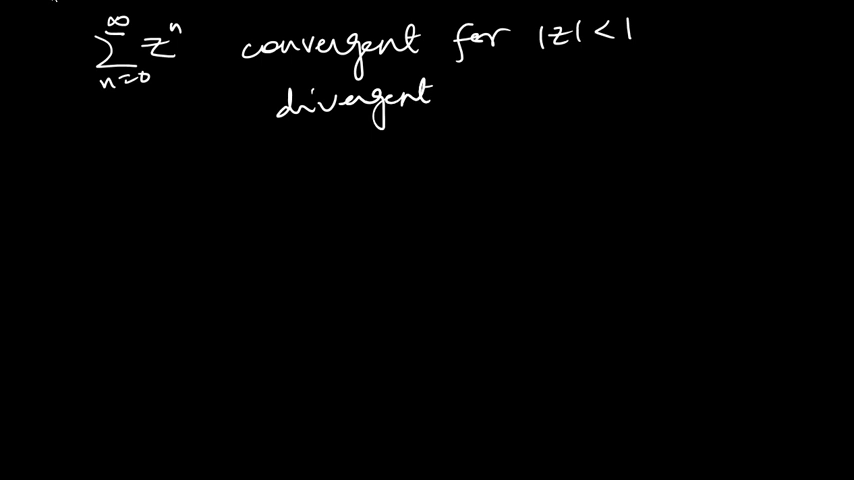 ∑_{n=0}^{∞} z^n convergent for |z| < 1
divergent